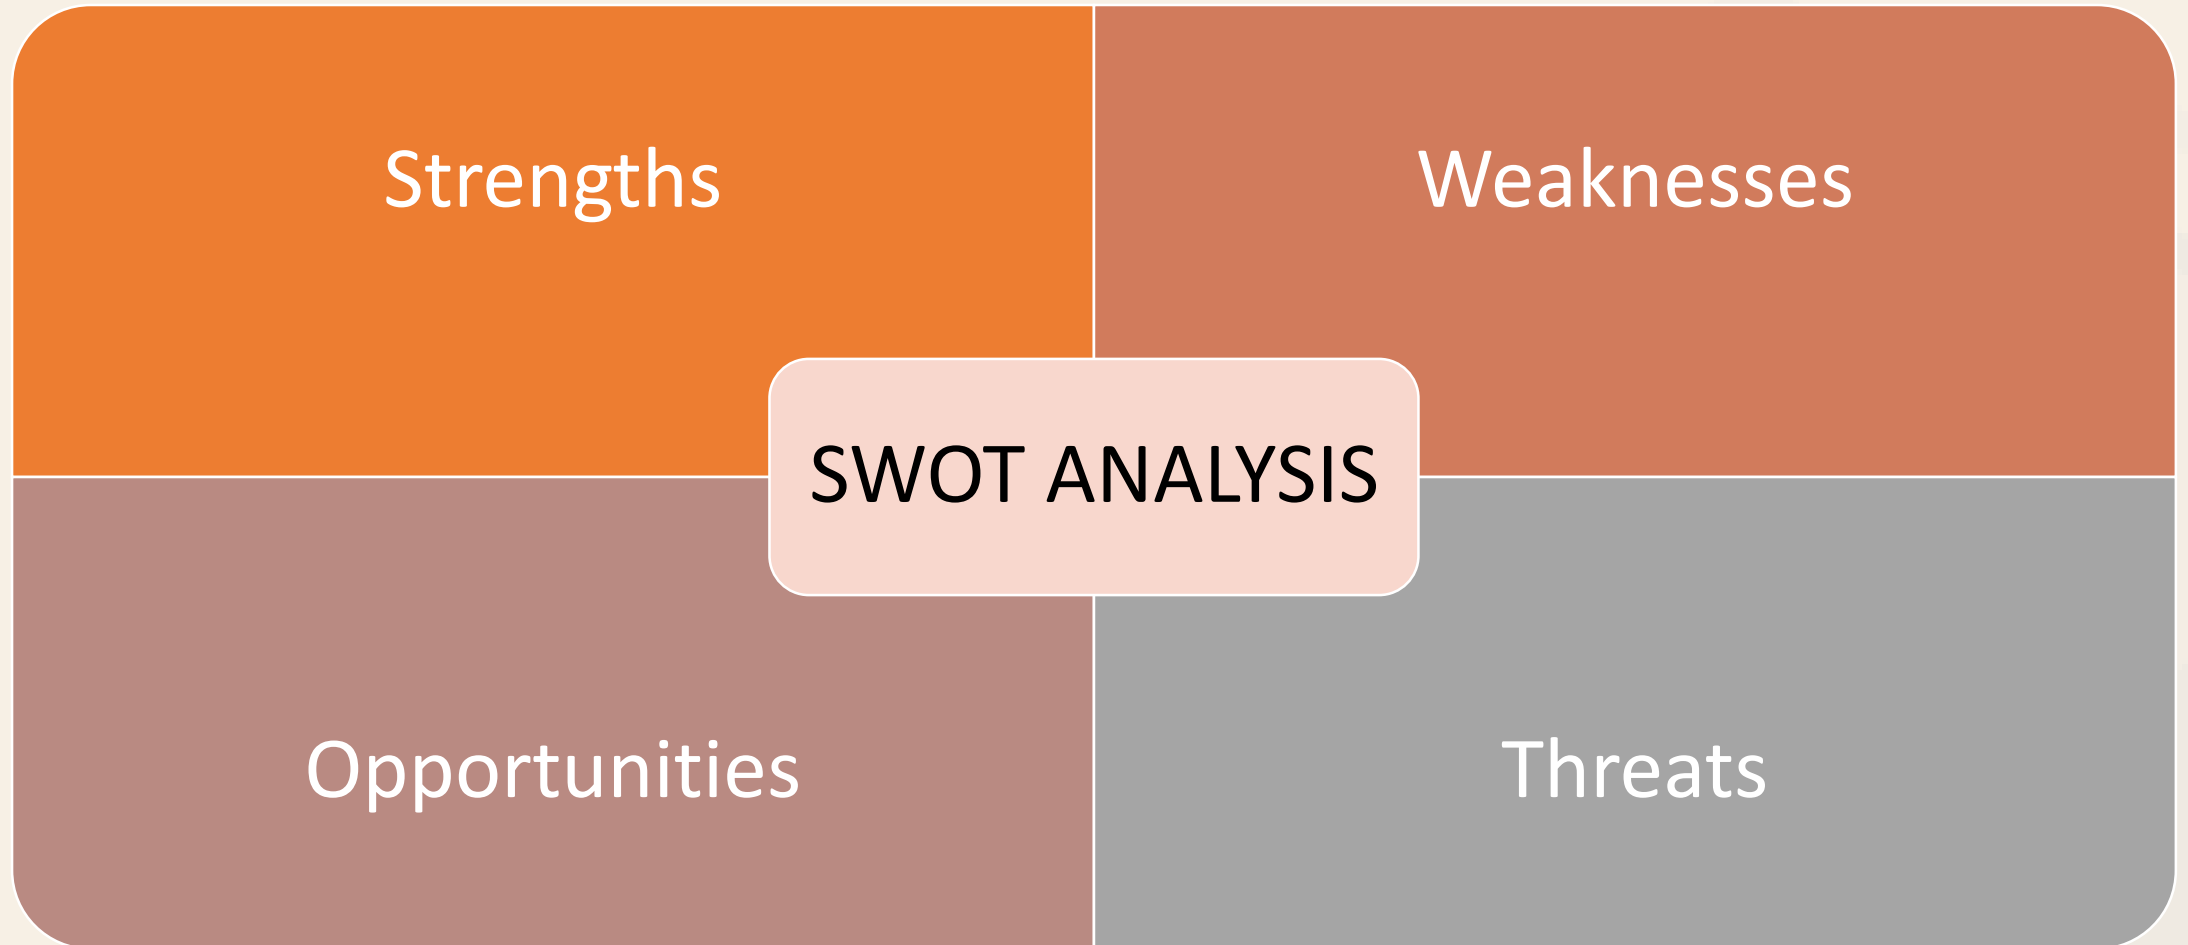 Strengths
Weaknesses
SWOT ANALYSIS
Opportunities
Threats